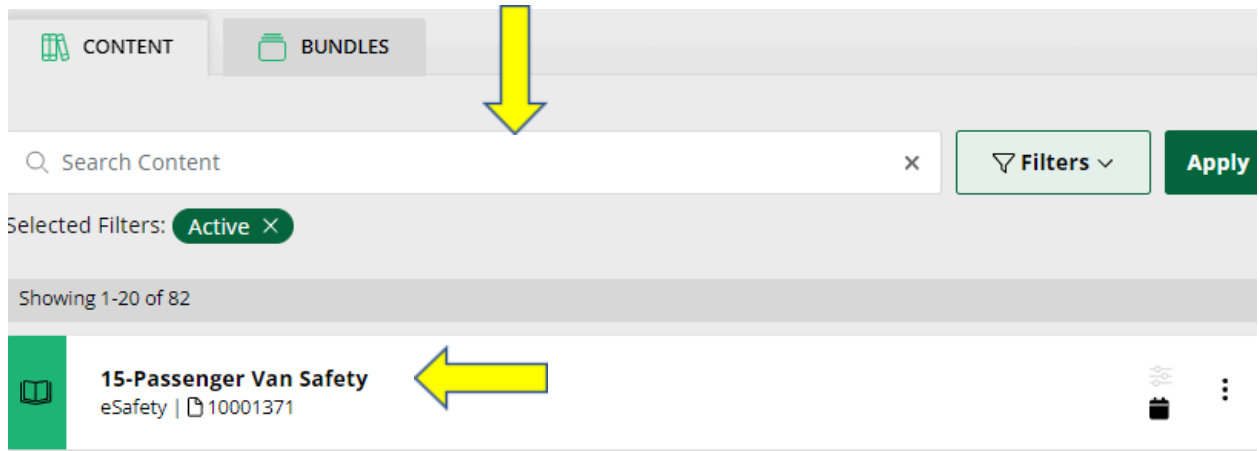 CONTENT BUNDLES
Search Content Filters Apply
Selected Filters: Active
Showing 1-20 of 82
15-Passenger Van Safety
eSafety | 10001371